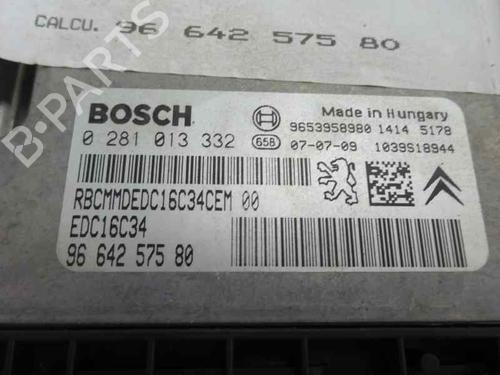 CALCU. 96 642 575 80
BOSCH
Made in Hungary
9653958980 1414 5178
0 281 013 332 658 07-07-09 1039S18944
RBCMMDEDC16C34CEM 00
EDC16C34
96 642 575 80